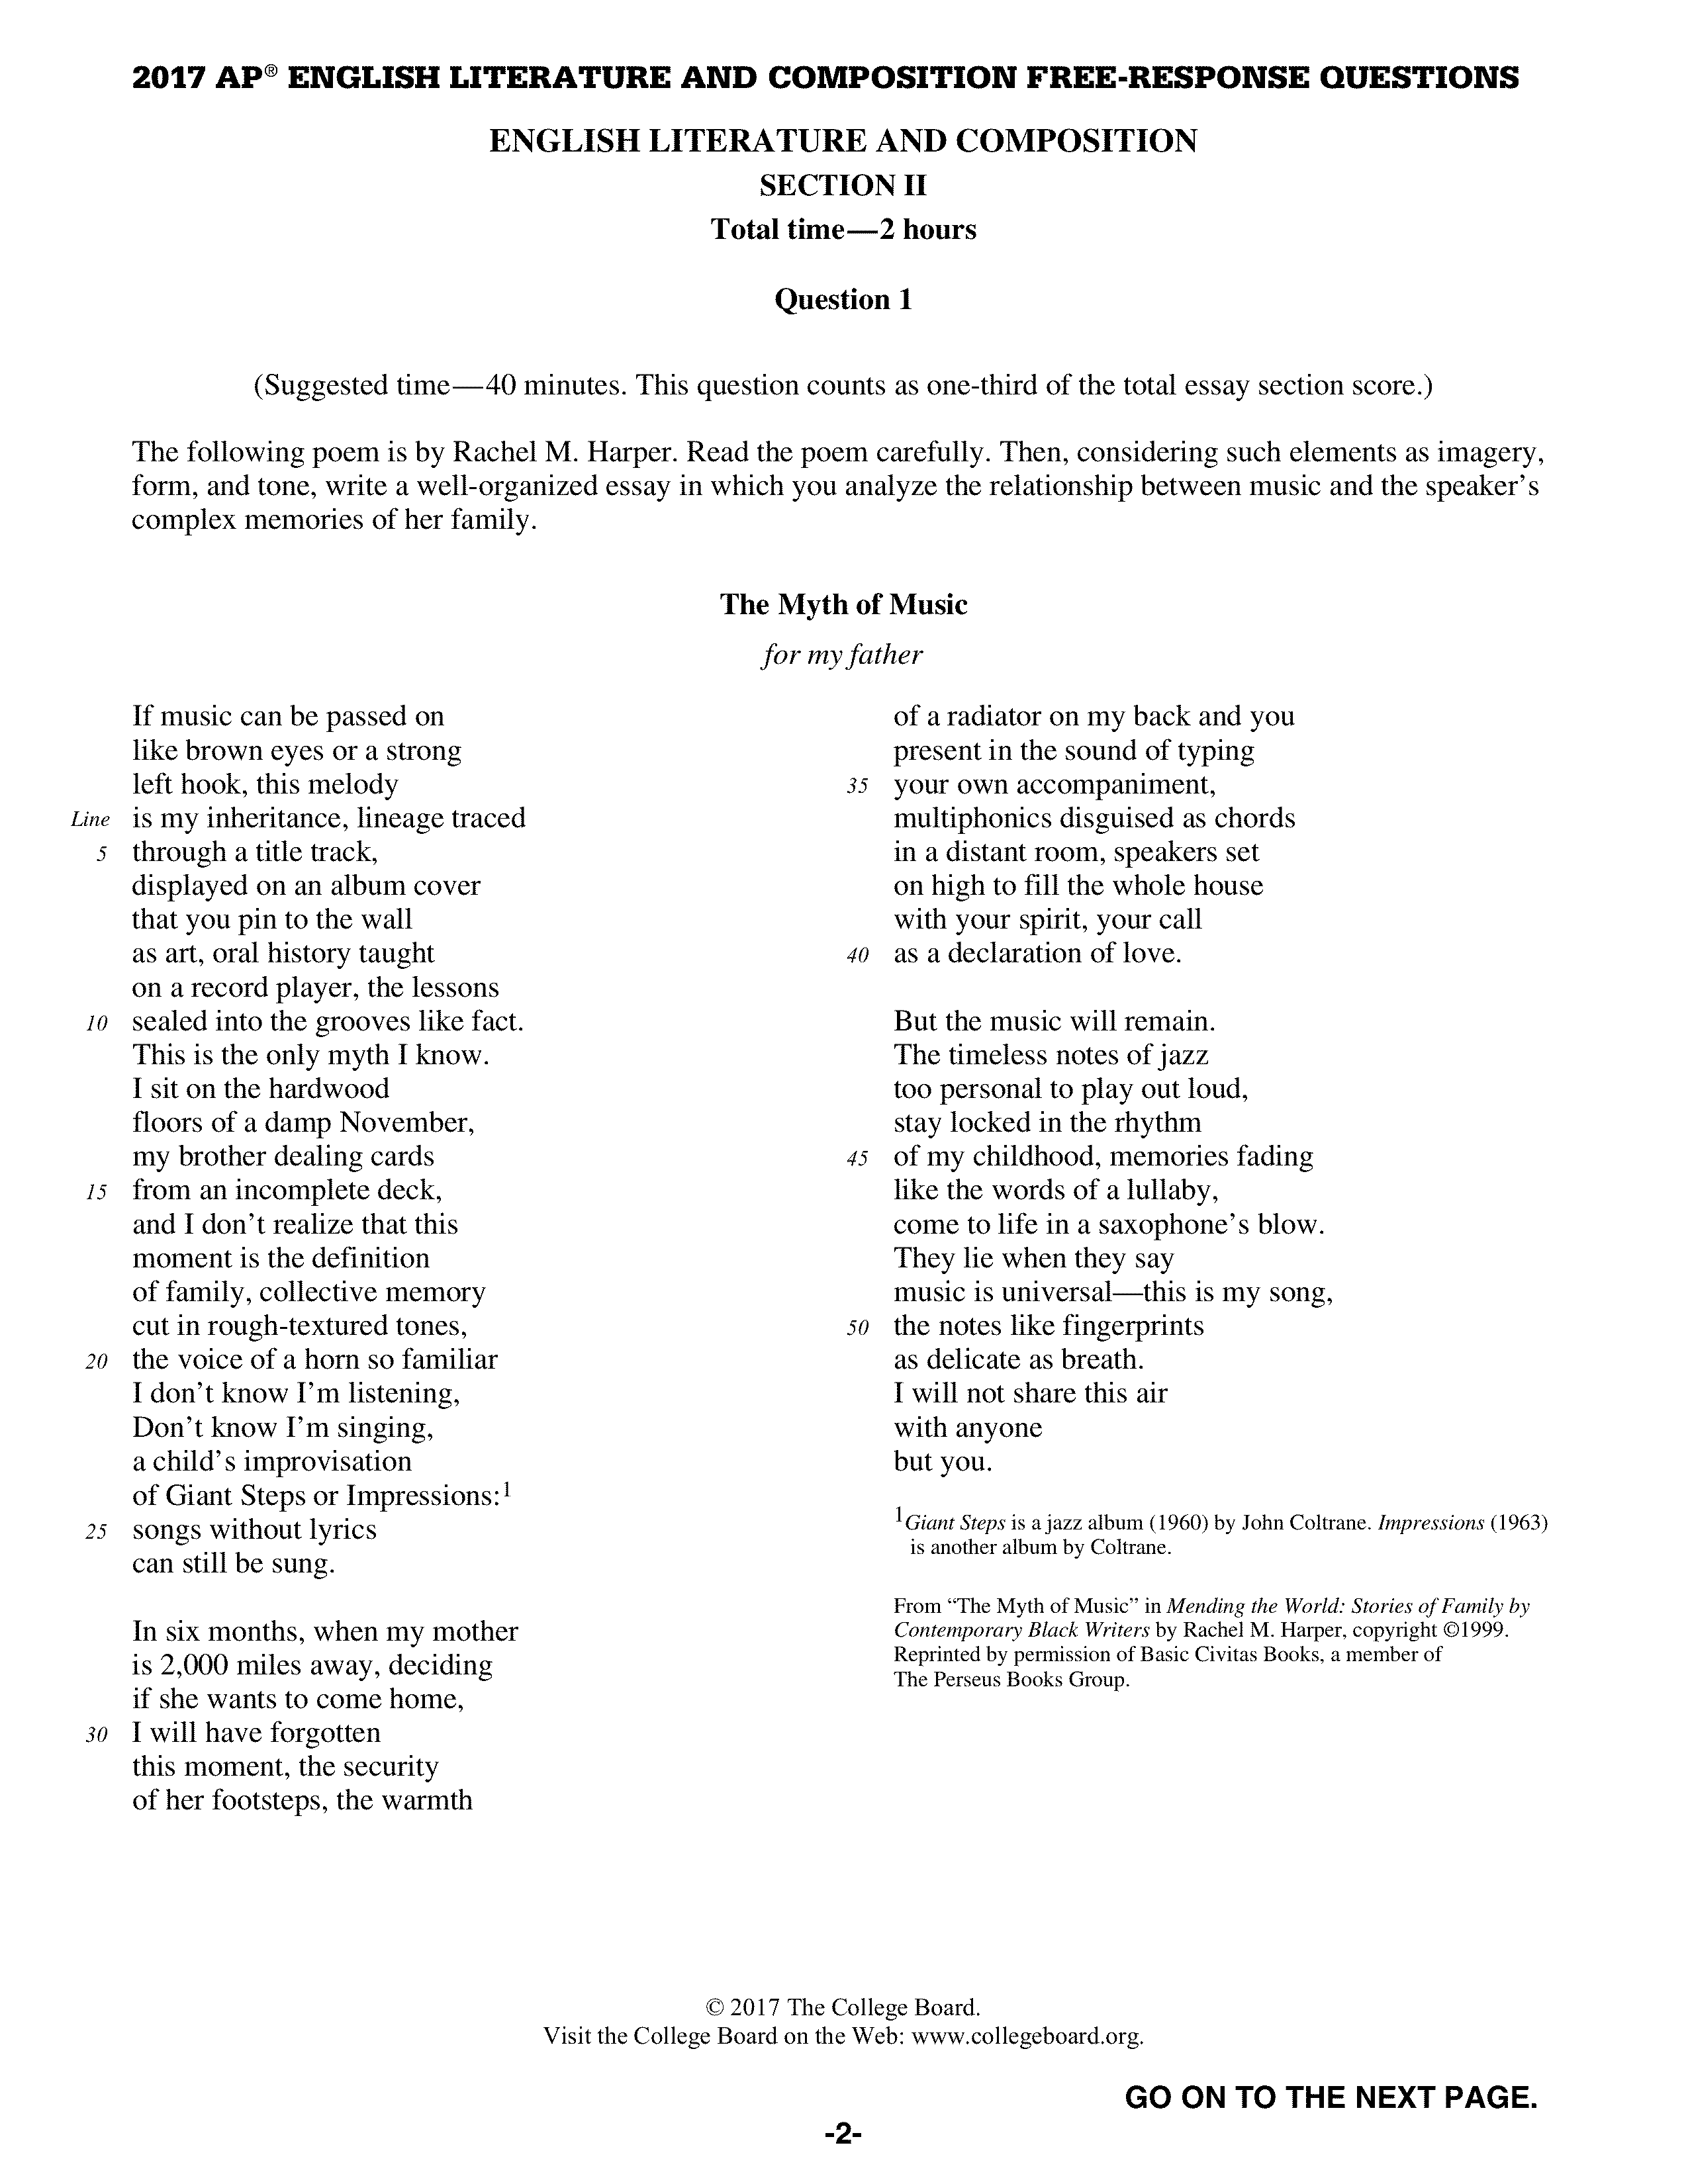 2017 AP® ENGLISH LITERATURE AND COMPOSITION FREE-RESPONSE QUESTIONS
ENGLISH LITERATURE AND COMPOSITION
SECTION II
Total time—2 hours
Question 1
(Suggested time—40 minutes. This question counts as one-third of the total essay section score.)
The following poem is by Rachel M. Harper. Read the poem carefully. Then, considering such elements as imagery,
form, and tone, write a well-organized essay in which you analyze the relationship between music and the speaker's
complex memories of her family.
The Myth of Music
for my father
If music can be passed on
like brown eyes or a strong
left hook, this melody
Line is my inheritance, lineage traced
5 through a title track,
displayed on an album cover
that you pin to the wall
as art, oral history taught
on a record player, the lessons
10 sealed into the grooves like fact.
This is the only myth I know.
I sit on the hardwood
floors of a damp November,
my brother dealing cards
15 from an incomplete deck,
and I don't realize that this
moment is the definition
of family, collective memory
cut in rough-textured tones,
20 the voice of a horn so familiar
I don't know I'm listening,
Don't know I'm singing,
a child's improvisation
of Giant Steps or Impressions:¹
25 songs without lyrics
can still be sung.
In six months, when my mother
is 2,000 miles away, deciding
if she wants to come home,
30 I will have forgotten
this moment, the security
of her footsteps, the warmth
of a radiator on my back and you
present in the sound of typing
35 your own accompaniment,
multiphonics disguised as chords
in a distant room, speakers set
on high to fill the whole house
with your spirit, your call
40 as a declaration of love.
But the music will remain.
The timeless notes of jazz
too personal to play out loud,
stay locked in the rhythm
45 of my childhood, memories fading
like the words of a lullaby,
come to life in a saxophone's blow.
They lie when they say
music is universal—this is my song,
50 the notes like fingerprints
as delicate as breath.
I will not share this air
with anyone
but you.
¹Giant Steps is a jazz album (1960) by John Coltrane. Impressions (1963)
is another album by Coltrane.
From “The Myth of Music” in Mending the World: Stories of Family by
Contemporary Black Writers by Rachel M. Harper, copyright ©1999.
Reprinted by permission of Basic Civitas Books, a member of
The Perseus Books Group.
© 2017 The College Board.
Visit the College Board on the Web: www.collegeboard.org.
GO ON TO THE NEXT PAGE.
-2-